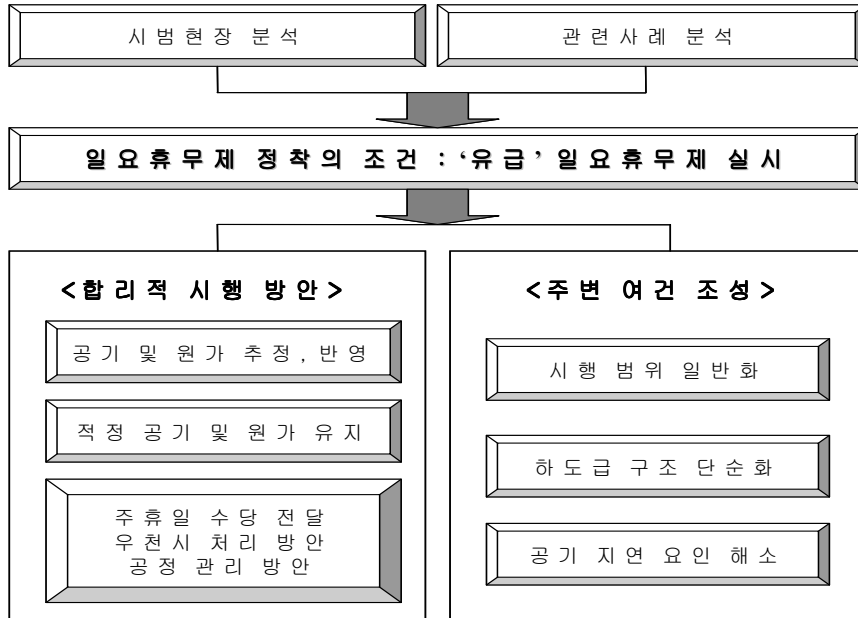 시범현장 분석
관련사례 분석
일요휴무제 정착의 조건 : ‘유급’ 일요휴무제 실시
<합리적 시행 방안>
공기 및 원가 추정, 반영
적정 공기 및 원가 유지
주휴일 수당 전달
우천시 처리 방안
공정 관리 방안
<주변 여건 조성>
시행 범위 일반화
하도급 구조 단순화
공기 지연 요인 해소